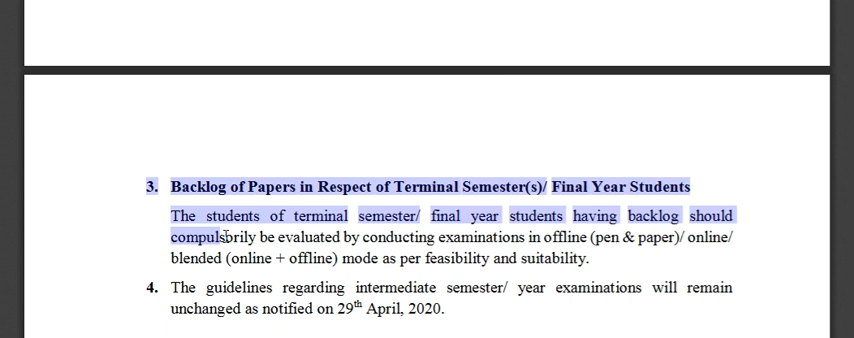 3. Backlog of Papers in Respect of Terminal Semester(s)/ Final Year Students
The students of terminal semester/ final year students having backlog should
compulsorily be evaluated by conducting examinations in offline (pen & paper)/ online/
blended (online + offline) mode as per feasibility and suitability.
4. The guidelines regarding intermediate semester/ year examinations will remain
unchanged as notified on 29th April, 2020.